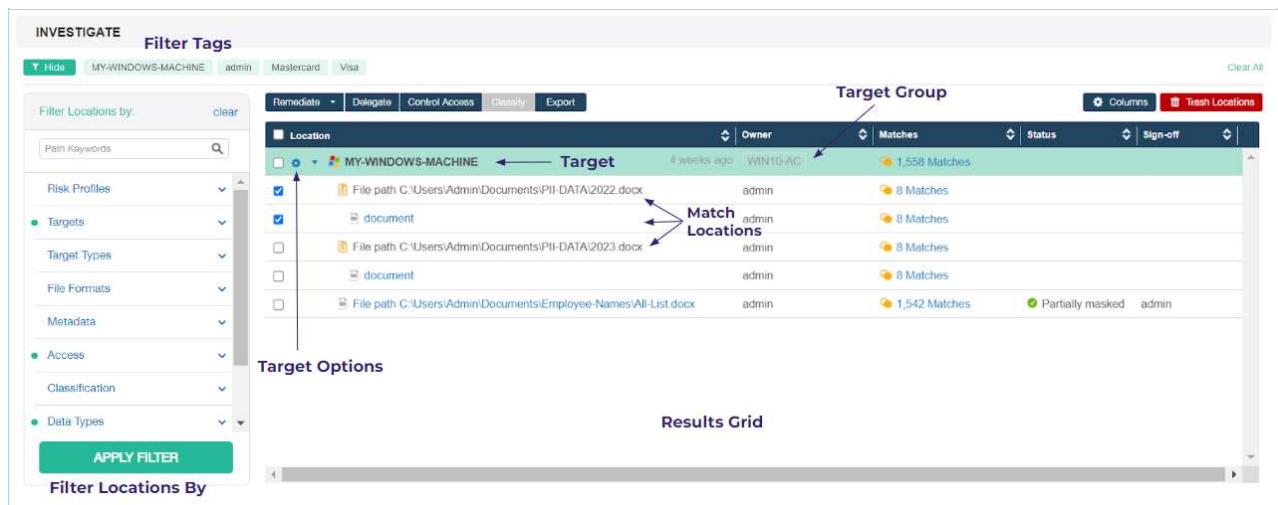 INVESTIGATE
Filter Tags
Hide MY-WINDOWS-MACHINE admin Mastercard Visa Clear All
Filter Locations by: clear
Remediate Delegate Control Access Classify Export
Target Group
Columns Trash Locations
Path Keywords
Location Owner Matches Status Sign-off
MY-WINDOWS-MACHINE Target 4 weeks ago WIN10-AC 1,558 Matches
Risk Profiles
File path C:\Users\Admin\Documents\PII-DATA\2022.docx admin 8 Matches
Targets
document Match Locations admin 8 Matches
Target Types
File path C:\Users\Admin\Documents\PII-DATA\2023.docx admin 8 Matches
File Formats
document admin 8 Matches
Metadata
File path C:\Users\Admin\Documents\Employee-Names\All-List.docx admin 1,542 Matches Partially masked admin
Access
Target Options
Classification
Data Types
Results Grid
APPLY FILTER
Filter Locations By